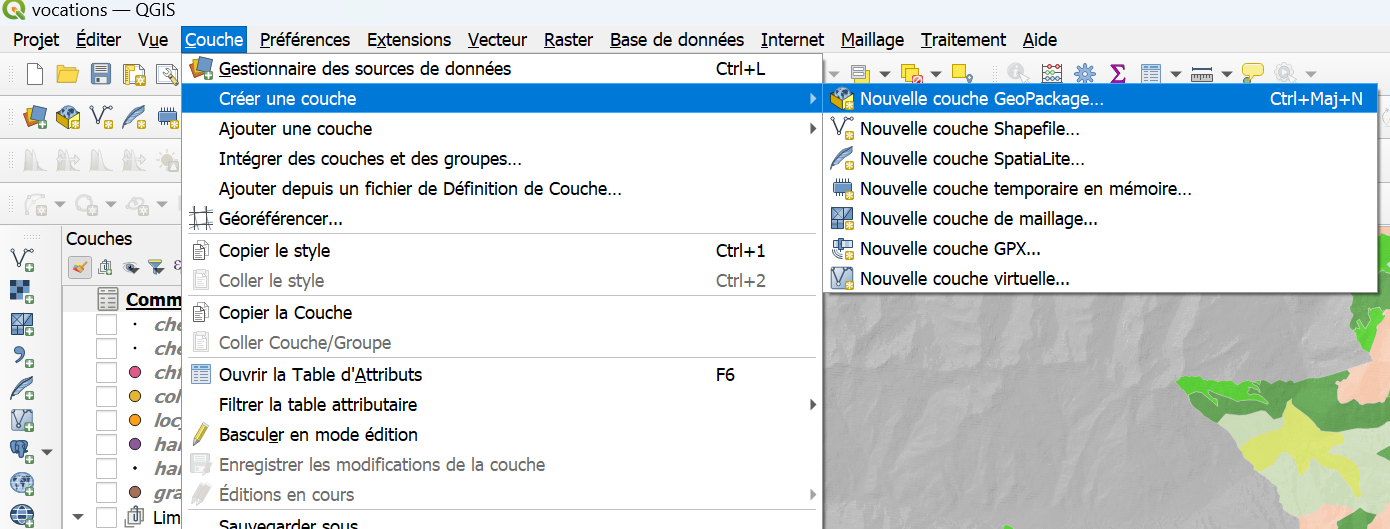 vocations — QGIS
Projet Éditer Vue Couche Préférences Extensions Vecteur Raster Base de données Internet Maillage Traitement Aide
Gestionnaire des sources de données Ctrl+L
Créer une couche
Ajouter une couche
Intégrer des couches et des groupes...
Ajouter depuis un fichier de Définition de Couche...
Géoréférencer...
Copier le style Ctrl+1
Coller le style Ctrl+2
Copier la Couche
Coller Couche/Groupe
Ouvrir la Table d'Attributs F6
Filtrer la table attributaire
Basculer en mode édition
Enregistrer les modifications de la couche
Éditions en cours
Sauvegarder sous
Nouvelle couche GeoPackage... Ctrl+Maj+N
Nouvelle couche Shapefile...
Nouvelle couche SpatiaLite...
Nouvelle couche temporaire en mémoire...
Nouvelle couche de maillage...
Nouvelle couche GPX...
Nouvelle couche virtuelle...
Couches
Comm
che
che
chf
col
loc
har
har
gra
Lim